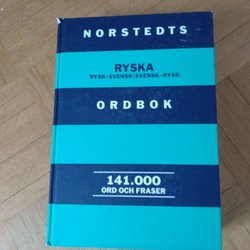 NORSTEDTS
RYSKA
RYSK-SVENSK/SVENSK-RYSK
ORDBOK
141.000
ORD OCH FRASER